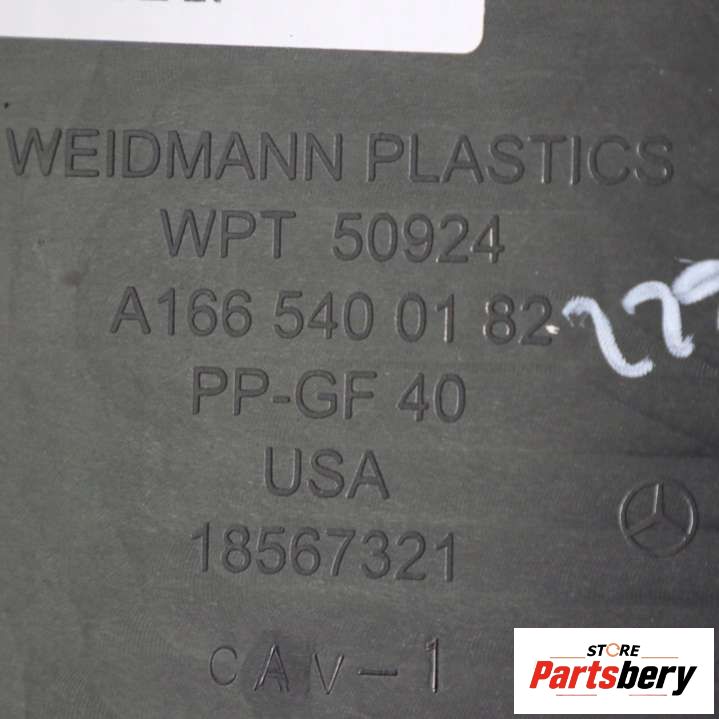 WEIDMANN PLASTICS
WPT 50924
A166 540 01 82
PP-GF 40
USA
18567321
CAV-1
STORE
Partsbery